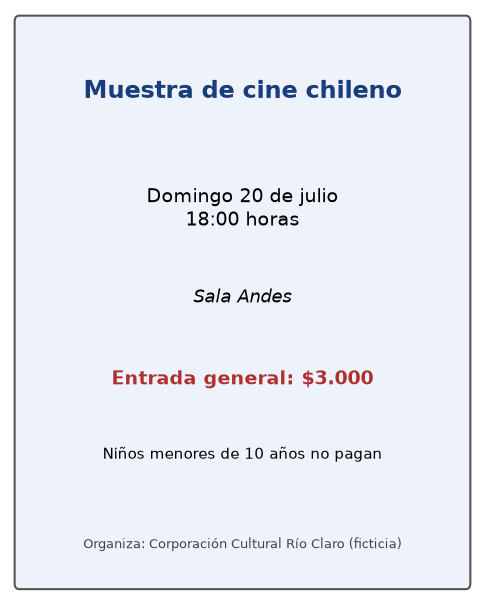 Muestra de cine chileno
Domingo 20 de julio
18:00 horas
Sala Andes
Entrada general: $3.000
Niños menores de 10 años no pagan
Organiza: Corporación Cultural Río Claro (ficticia)